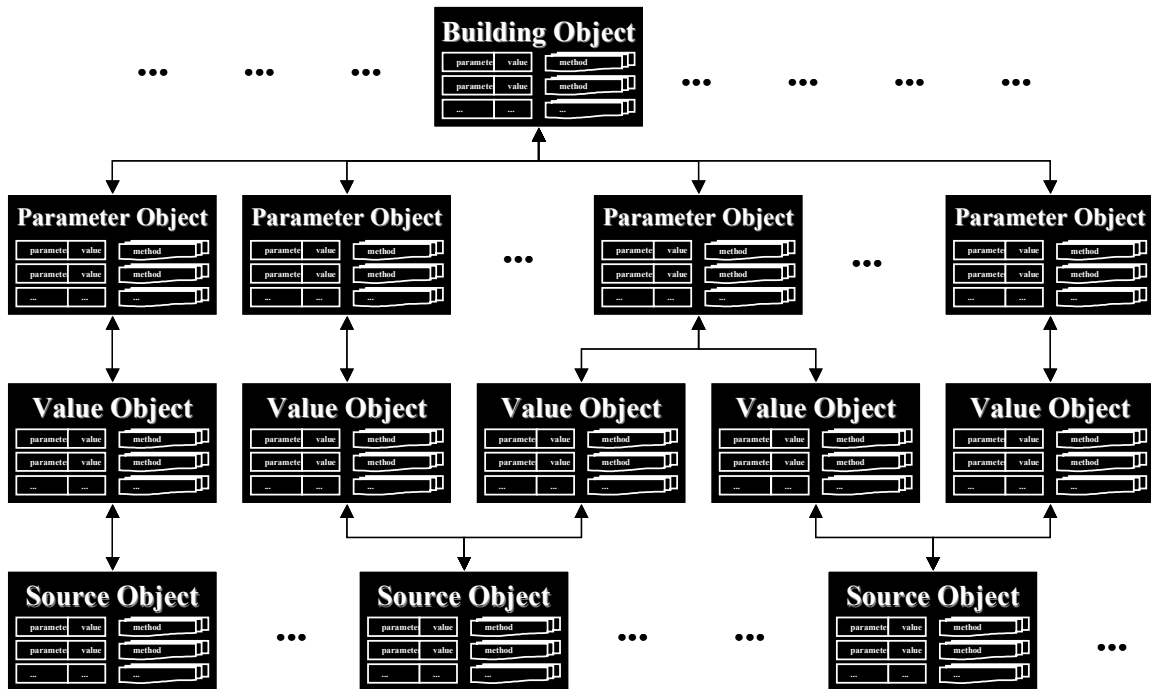 ... ... ...
Building Object
paramete value method
paramete value method
... ... ...
... ... ... ...
Parameter Object
paramete value method
paramete value method
... ... ...
Parameter Object
paramete value method
paramete value method
... ... ...
...
Parameter Object
paramete value method
paramete value method
... ... ...
...
Parameter Object
paramete value method
paramete value method
... ... ...
Value Object
paramete value method
paramete value method
... ... ...
Value Object
paramete value method
paramete value method
... ... ...
Value Object
paramete value method
paramete value method
... ... ...
Value Object
paramete value method
paramete value method
... ... ...
Value Object
paramete value method
paramete value method
... ... ...
Source Object
paramete value method
paramete value method
... ... ...
...
Source Object
paramete value method
paramete value method
... ... ...
... ...
Source Object
paramete value method
paramete value method
... ... ...
...